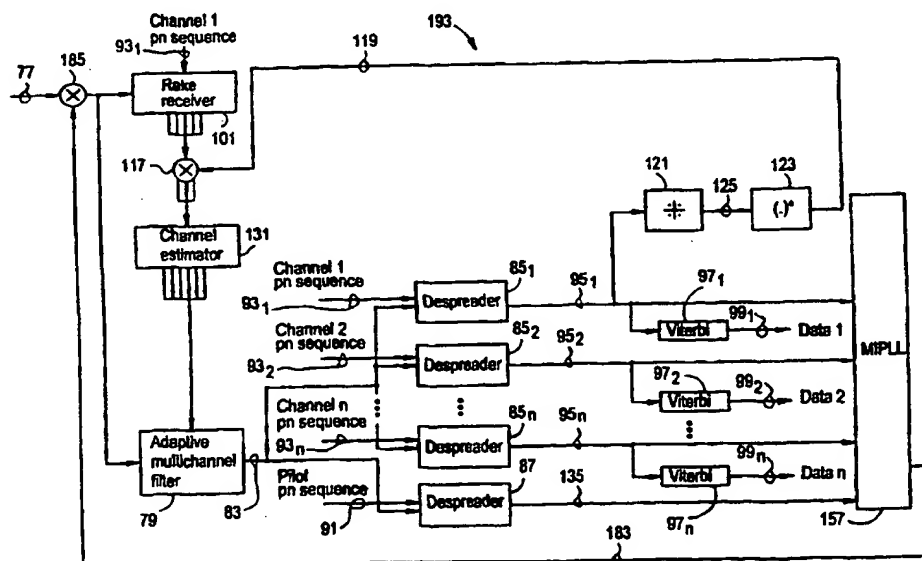 Channel 1
pn sequence
93₁
77
185
Rake
receiver
101
119
193
117
Channel
estimator
131
121
125
123
(.)*
Channel 1
pn sequence
93₁
Despreader
85₁
95₁
97₁
Viterbi
99₁
Data 1
MIPLL
Channel 2
pn sequence
93₂
Despreader
85₂
95₂
97₂
Viterbi
99₂
Data 2
Channel n
pn sequence
93ₙ
Despreader
85ₙ
95ₙ
Viterbi
97ₙ
99ₙ
Data n
Adaptive
multichannel
filter
79
83
Pilot
pn sequence
91
Despreader
87
135
157
183